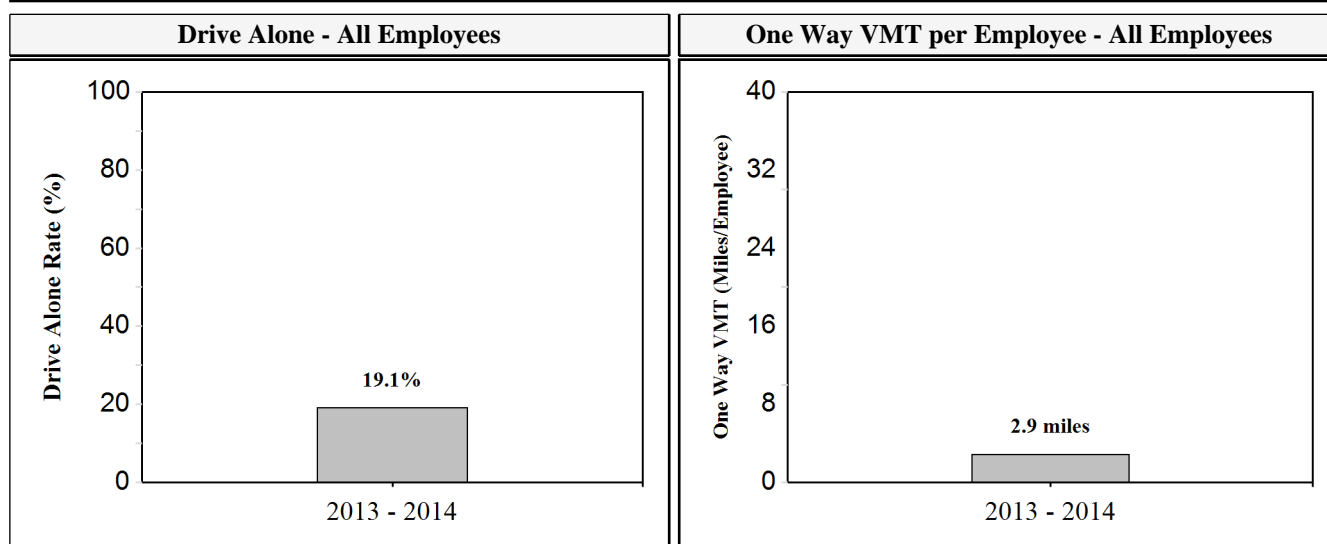 Drive Alone - All Employees
One Way VMT per Employee - All Employees
Drive Alone Rate (%)
100
80
60
40
20
0
19.1%
2013 - 2014
One Way VMT (Miles/Employee)
40
32
24
16
8
0
2.9 miles
2013 - 2014